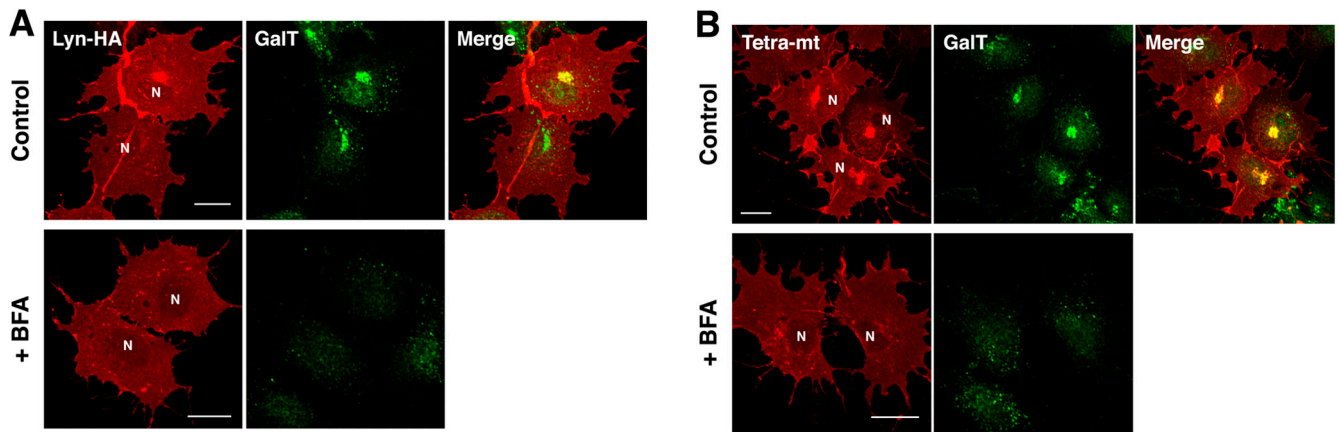 A
Lyn-HA GalT Merge
Control
N
N
+ BFA
N
N
B
Tetra-mt GalT Merge
Control
N
N
N
+ BFA
N N